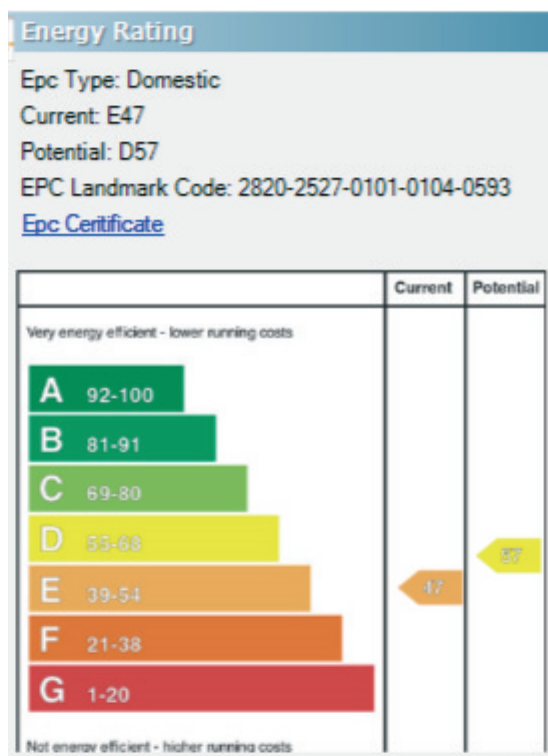 Energy Rating
Epc Type: Domestic
Current: E47
Potential: D57
EPC Landmark Code: 2820-2527-0101-0104-0593
Epc Ceritificate
Current Potential
Very energy efficient - lower running costs
A 92-100
B 81-91
C 69-80
D 55-68
57
E 39-54
47
F 21-38
G 1-20
Not energy efficient - higher running costs